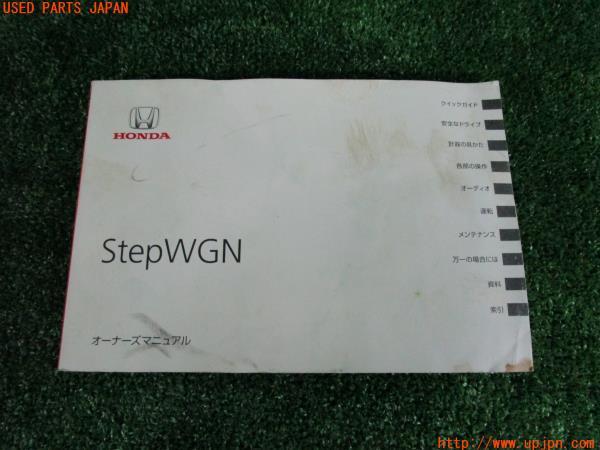 USED PARTS JAPAN
HONDA
StepWGN
オーナーズマニュアル
クイックガイド
安全なドライブ
計器の見かた
各部の操作
オーディオ
運転
メンテナンス
万一の場合には
資料
索引
http://www.upjpn.com/